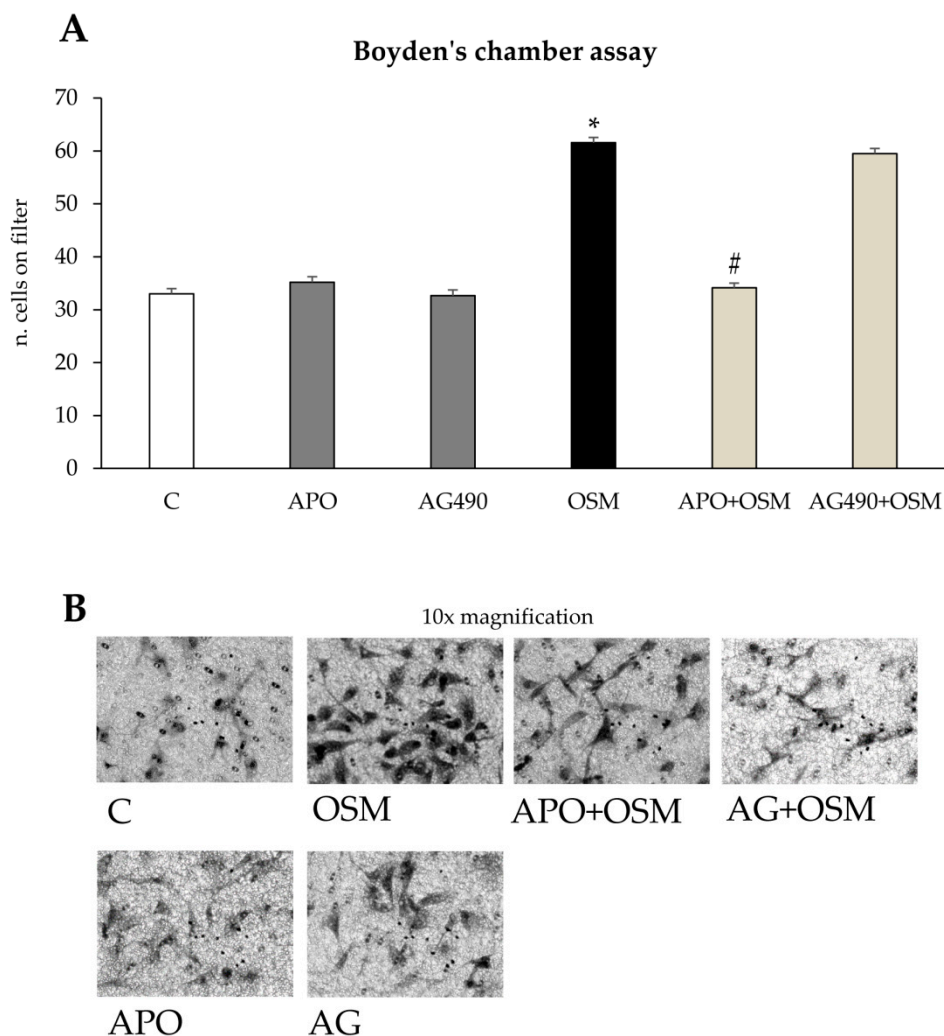 A
Boyden's chamber assay
n. cells on filter
70
60
50
40
30
20
10
0
*
#
C APO AG490 OSM APO+OSM AG490+OSM
B
10x magnification
C OSM APO+OSM AG+OSM
APO AG